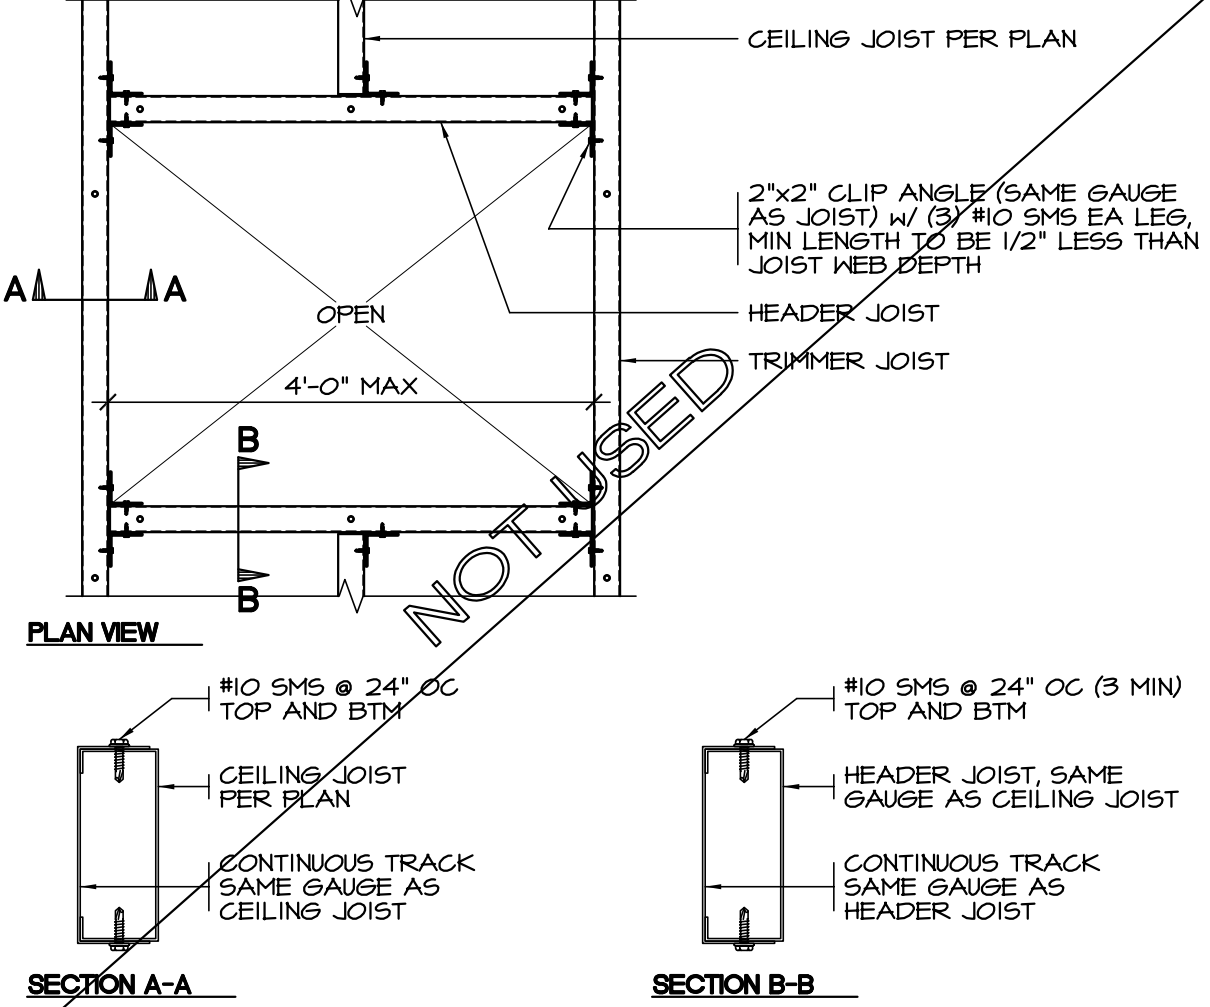 CEILING JOIST PER PLAN
2"x2" CLIP ANGLE (SAME GAUGE
AS JOIST) w/ (3) #10 SMS EA LEG,
MIN LENGTH TO BE 1/2" LESS THAN
JOIST WEB DEPTH
A A
OPEN
HEADER JOIST
TRIMMER JOIST
4'-0" MAX
B
NOT USED
B
PLAN VIEW
#10 SMS @ 24" OC
TOP AND BTM
CEILING JOIST
PER PLAN
CONTINUOUS TRACK
SAME GAUGE AS
CEILING JOIST
SECTION A-A
#10 SMS @ 24" OC (3 MIN)
TOP AND BTM
HEADER JOIST, SAME
GAUGE AS CEILING JOIST
CONTINUOUS TRACK
SAME GAUGE AS
HEADER JOIST
SECTION B-B